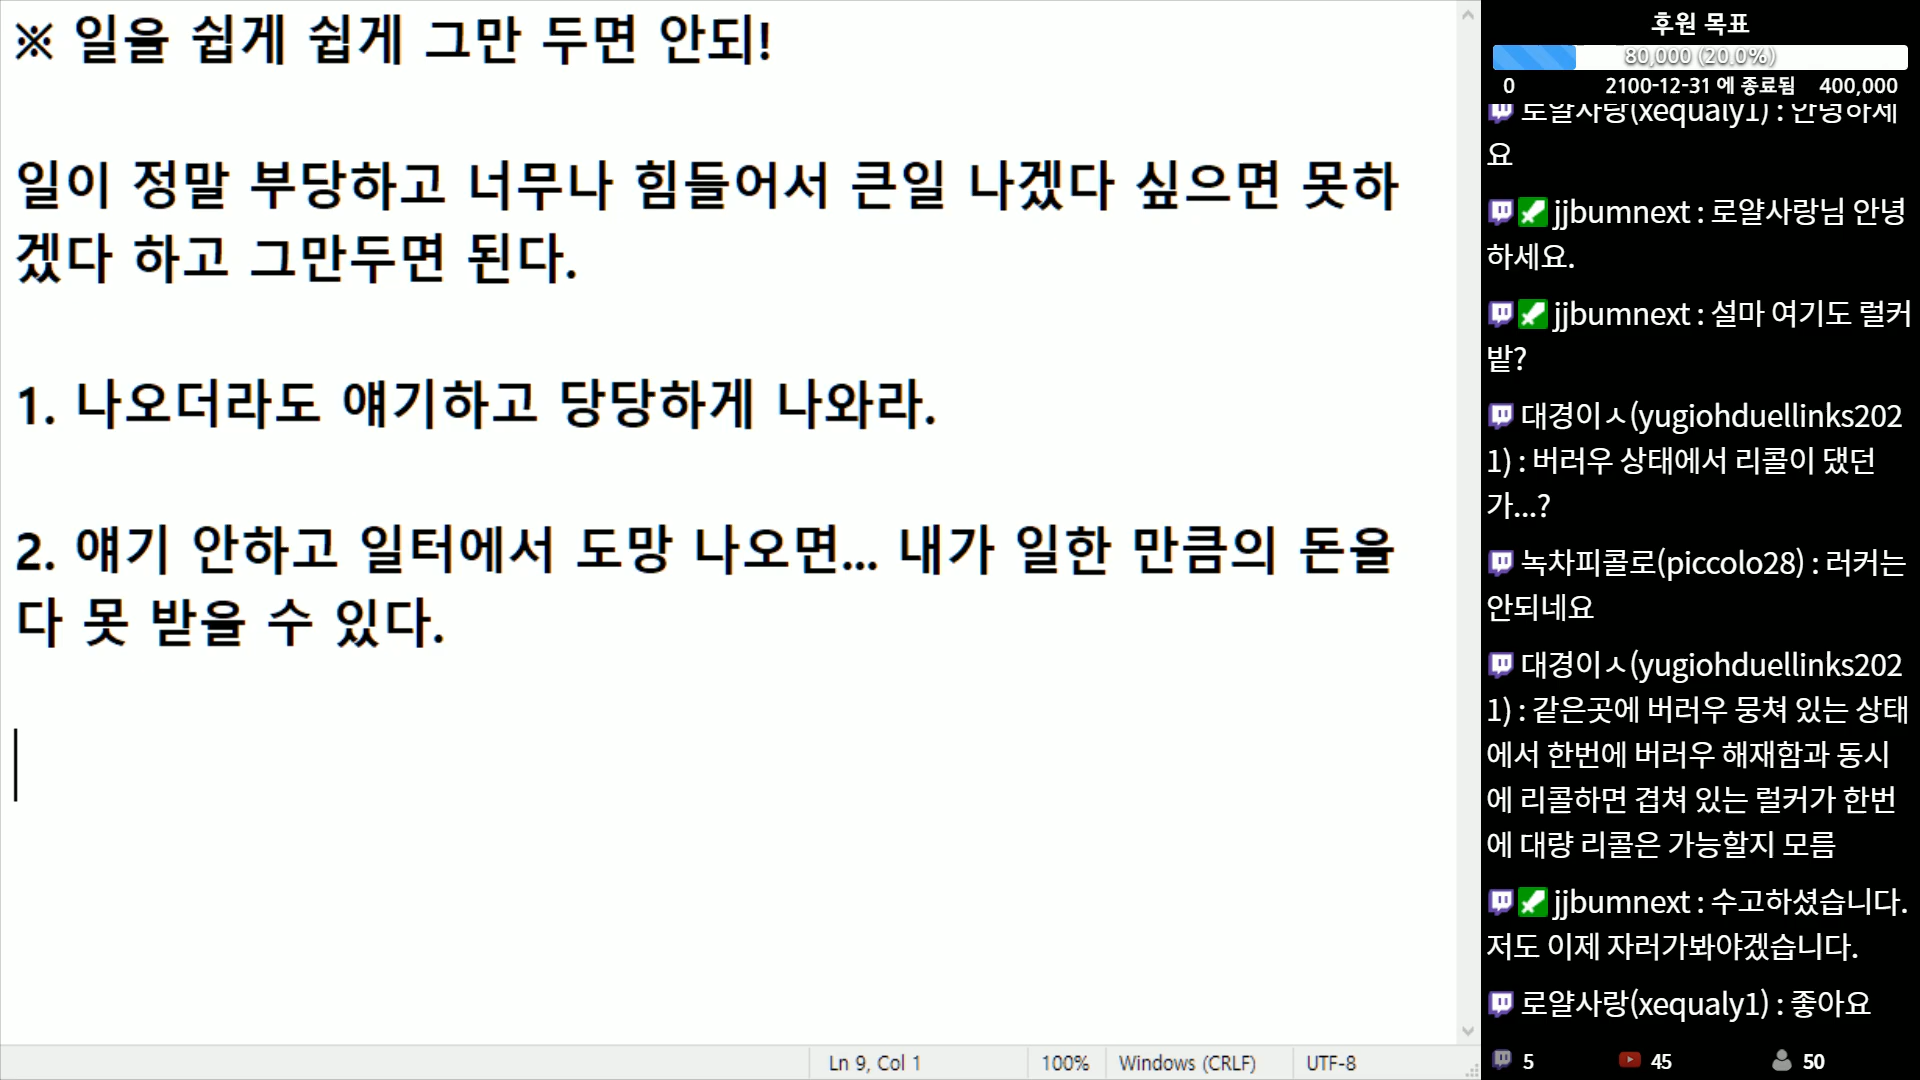 ※ 일을 쉽게 쉽게 그만 두면 안되!
일이 정말 부당하고 너무나 힘들어서 큰일 나겠다 싶으면 못하
겠다 하고 그만두면 된다.
1. 나오더라도 얘기하고 당당하게 나와라.
2. 얘기 안하고 일터에서 도망 나오면... 내가 일한 만큼의 돈을
다 못 받을 수 있다.
Ln 9, Col 1
100%
Windows (CRLF)
UTF-8
후원 목표
80,000 (20.0%)
0 2100-12-31 에 종료됨 400,000
로얄사랑(xequaly1) : 안녕하세
요
jjbumnext : 로얄사랑님 안녕
하세요.
jjbumnext : 설마 여기도 럴커
밭?
대경이ㅅ(yugiohduellinks202
1) : 버러우 상태에서 리콜이 됐던
가...?
녹차피콜로(piccolo28) : 러커는
안되네요
대경이ㅅ(yugiohduellinks202
1) : 같은곳에 버러우 뭉쳐 있는 상태
에서 한번에 버러우 해재함과 동시
에 리콜하면 겹쳐 있는 럴커가 한번
에 대량 리콜은 가능할지 모름
jjbumnext : 수고하셨습니다.
저도 이제 자러가봐야겠습니다.
로얄사랑(xequaly1) : 좋아요
5 45 50